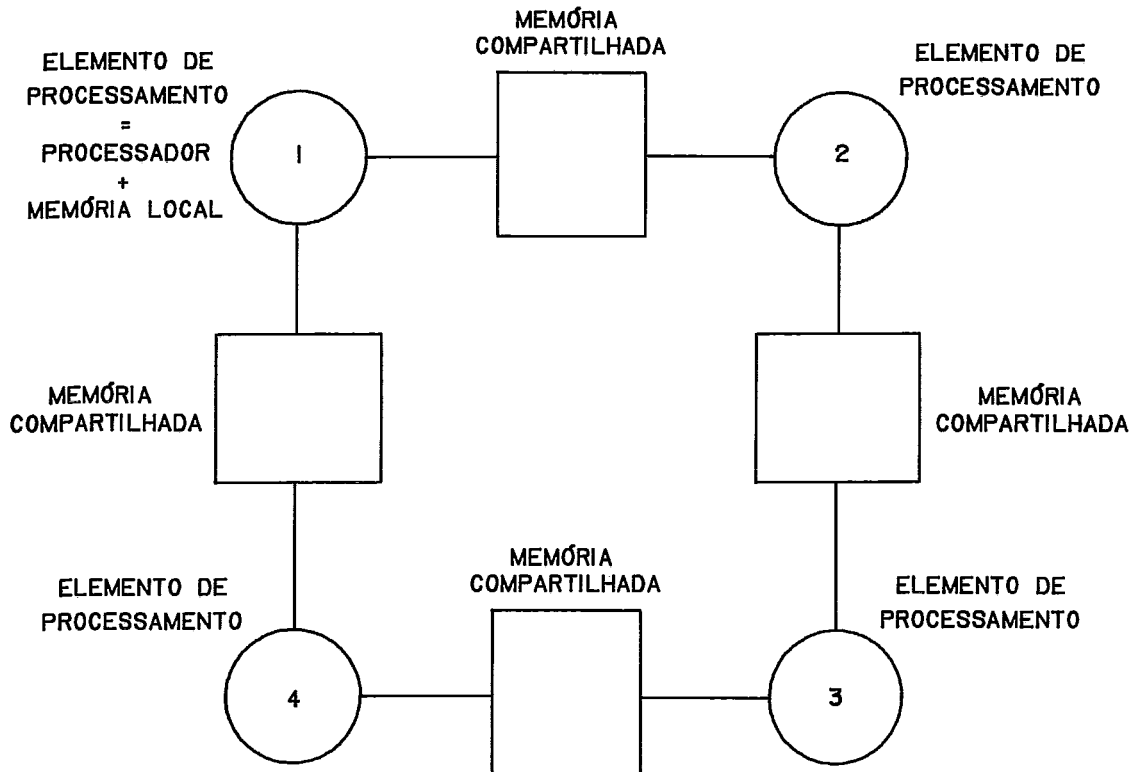 MEMÓRIA
COMPARTILHADA
ELEMENTO DE
PROCESSAMENTO
=
PROCESSADOR
+
MEMÓRIA LOCAL
1
2
ELEMENTO DE
PROCESSAMENTO
MEMÓRIA
COMPARTILHADA
MEMÓRIA
COMPARTILHADA
ELEMENTO DE
PROCESSAMENTO
4
MEMÓRIA
COMPARTILHADA
3
ELEMENTO DE
PROCESSAMENTO